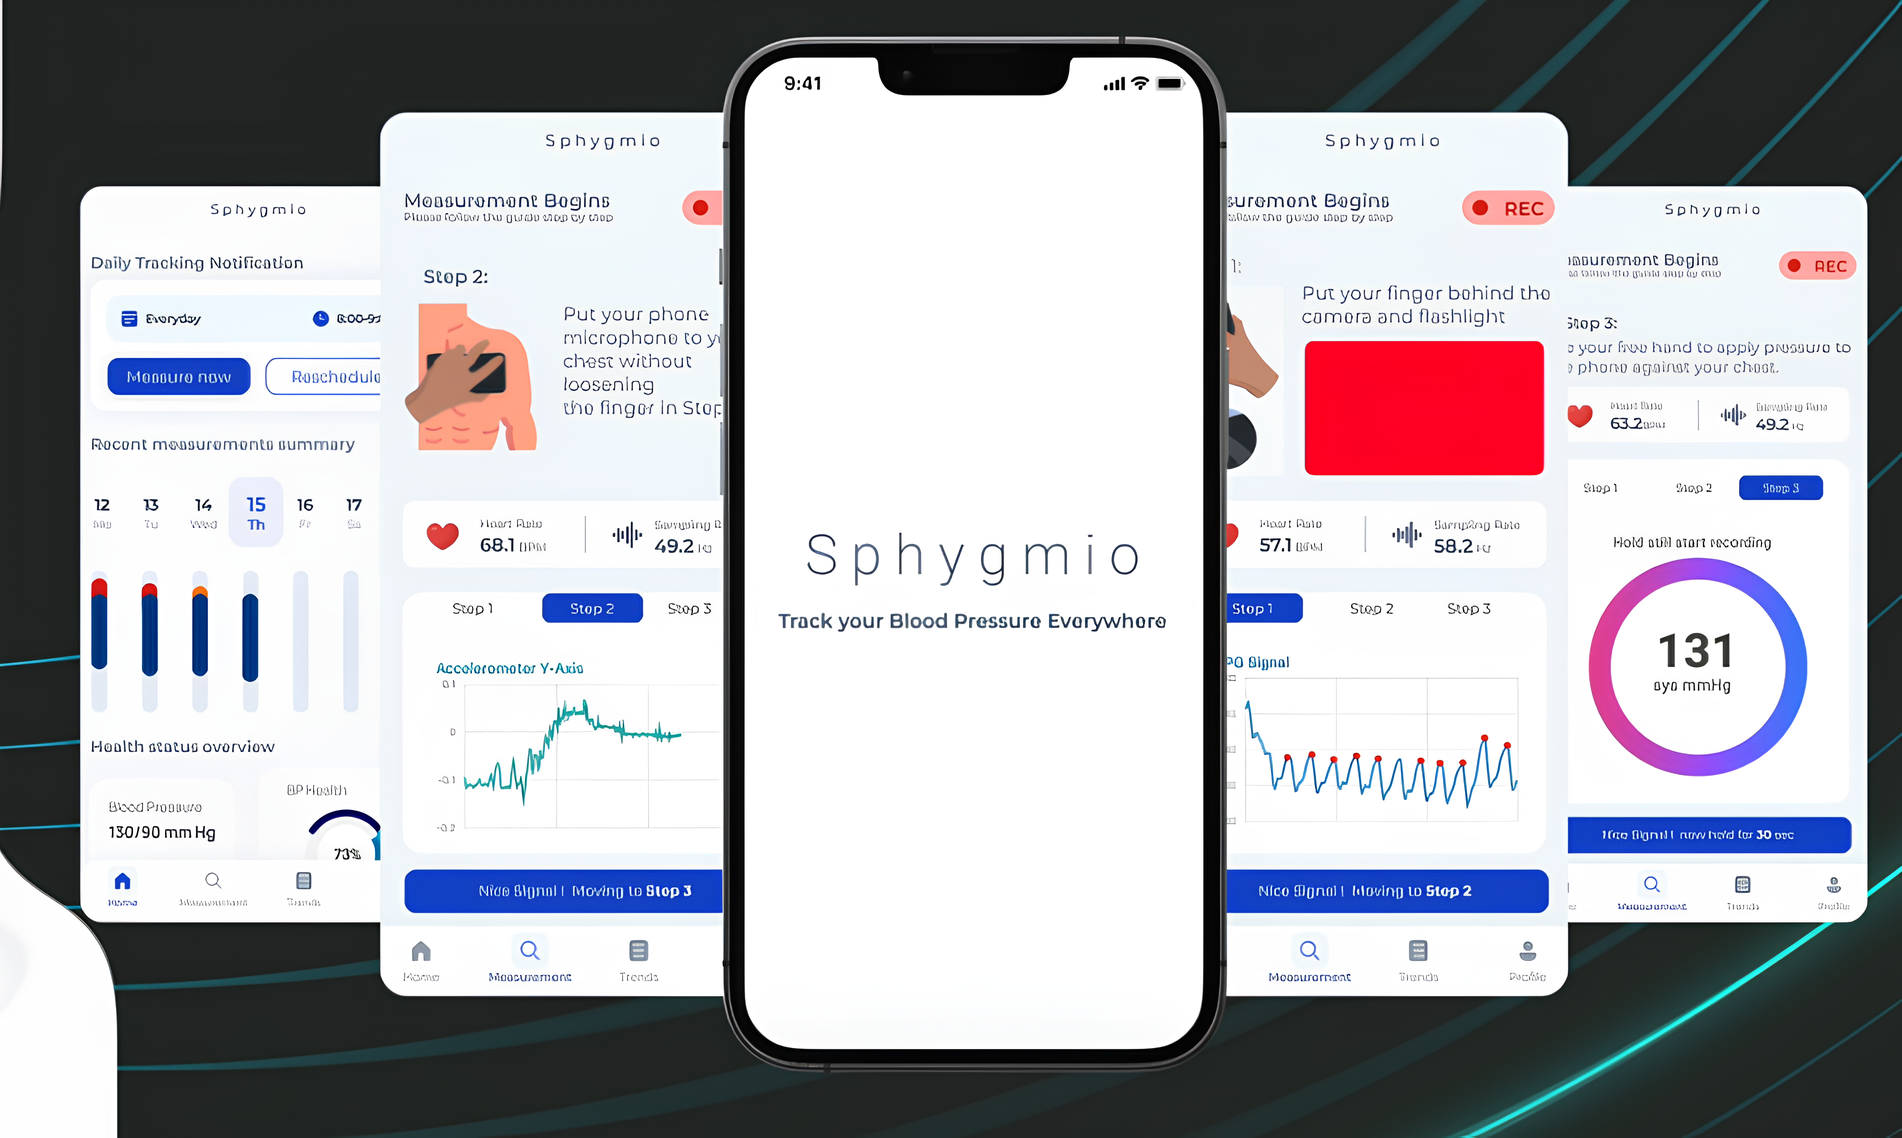 Sphygmio
Daily Tracking Notification
Everyday
Measure now
Reschedule
Recent measurements summary
12 13 14 15 16 17
Tu Wed Th Fr Sa
Health status overview
Blood Pressure
130/90 mm Hg
BP Health
73%
Home Measurement Trends
Sphygmio
Measurement Begins
Please follow the guide step by step
Step 2:
Put your phone
microphone to
chest without
loosening
the finger in Step
Heart Rate
68.1 BPM
Sampling
49.2 HZ
Step 1 Step 2 Step 3
Accelerometer Y-Axis
0.1
0
-0.1
-0.2
Nice Signal! Moving to Step 3
Home Measurement Trends
9:41
Sphygmio
Track your Blood Pressure Everywhere
Sphygmio
Begins
REC
the guide step by step
1:
Put your finger behind the
camera and flashlight
Heart Rate
57.1 BPM
Sampling Rate
58.2 HZ
Step 1 Step 2 Step 3
Signal
Nice Signal! Moving to Step 2
Measurement Trends Profile
Sphygmio
Begins
REC
Step 3:
your free hand to apply pressure to
phone against your chest.
Heart Rate
63.2 BPM
Sampling Rate
49.2 HZ
Step 1 Step 2 Step 3
Hold still start recording
131
sys mmHg
Nice Signal! now hold for 30 sec
Measurement Trends Profile